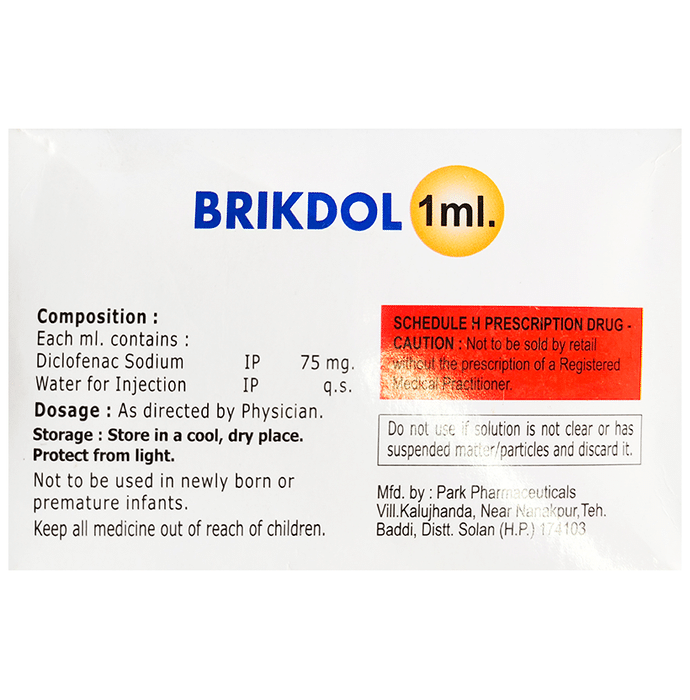 BRIKDOL 1ml.
Composition :
Each ml. contains :
Diclofenac Sodium IP 75 mg.
Water for Injection IP q.s.
Dosage : As directed by Physician.
Storage : Store in a cool, dry place.
Protect from light.
Not to be used in newly born or
premature infants.
Keep all medicine out of reach of children.
SCHEDULE H PRESCRIPTION DRUG -
CAUTION : Not to be sold by retail
without the prescription of a Registered
Medical Practitioner.
Do not use if solution is not clear or has
suspended matter/particles and discard it.
Mfd. by : Park Pharmaceuticals
Vill.Kalujhanda, Near Nanakpur,Teh.
Baddi, Distt. Solan (H.P.) 174103